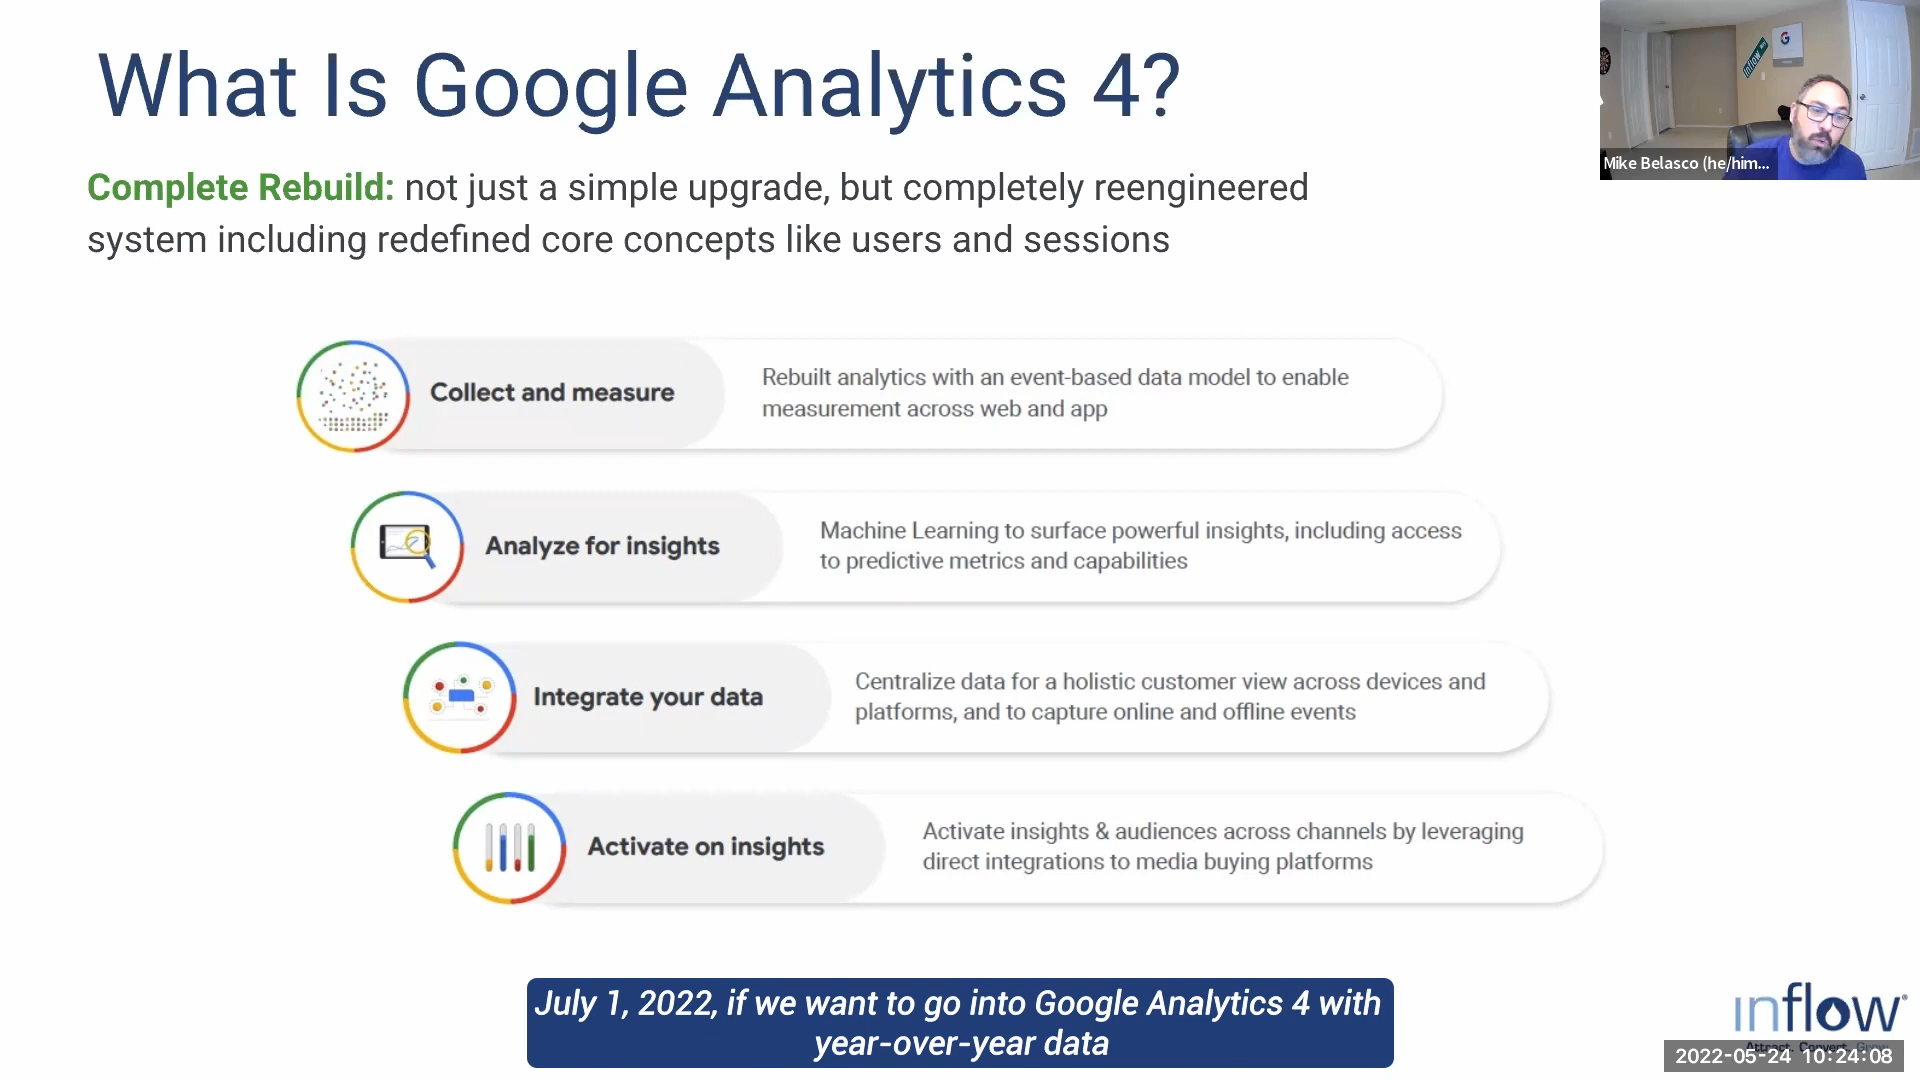 What Is Google Analytics 4?
Mike Belasco (he/him...
Complete Rebuild: not just a simple upgrade, but completely reengineered
system including redefined core concepts like users and sessions
Collect and measure
Rebuilt analytics with an event-based data model to enable
measurement across web and app
Analyze for insights
Machine Learning to surface powerful insights, including access
to predictive metrics and capabilities
Integrate your data
Centralize data for a holistic customer view across devices and
platforms, and to capture online and offline events
Activate on insights
Activate insights & audiences across channels by leveraging
direct integrations to media buying platforms
July 1, 2022, if we want to go into Google Analytics 4 with
year-over-year data
inflow
2022-05-24 10:24:08